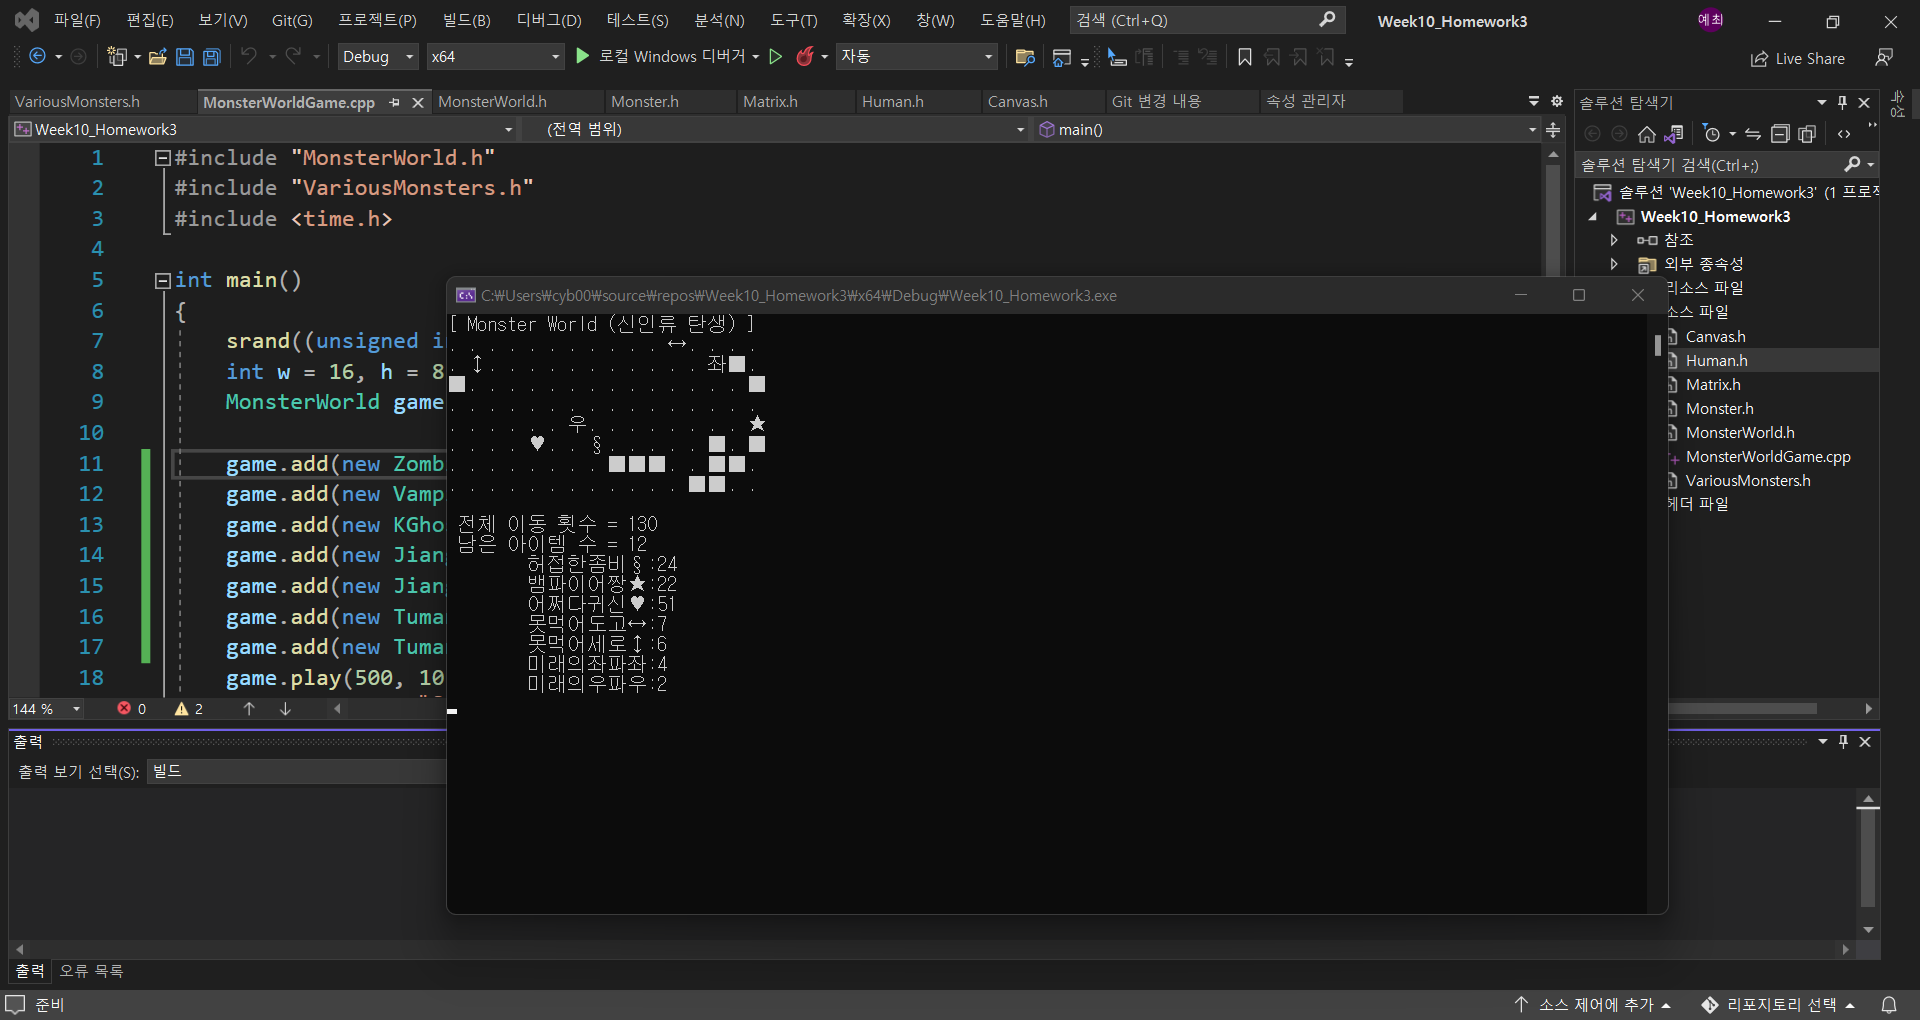 파일(F) 편집(E) 보기(V) Git(G) 프로젝트(P) 빌드(B) 디버그(D) 테스트(S) 분석(N) 도구(T) 확장(X) 창(W) 도움말(H) 검색 (Ctrl+Q) Week10_Homework3 예최
Debug x64 로컬 Windows 디버거 자동 Live Share
VariousMonsters.h MonsterWorldGame.cpp MonsterWorld.h Monster.h Matrix.h Human.h Canvas.h Git 변경 내용 속성 관리자
Week10_Homework3 (전역 범위) main()
1 #include "MonsterWorld.h"
2 #include "VariousMonsters.h"
3 #include <time.h>
4
5 int main()
6 {
7 srand((unsigned in
8 int w = 16, h = 8
9 MonsterWorld game
10
11 game.add(new Zomb
12 game.add(new Vamp
13 game.add(new KGho
14 game.add(new Jian
15 game.add(new Jian
16 game.add(new Tuma
17 game.add(new Tuma
18 game.play(500, 10
144 % 0 2
C:\Users\cyb00\source\repos\Week10_Homework3\x64\Debug\Week10_Homework3.exe
[ Monster World (신인류 탄생) ]
. . . . . . . . . . . ↔ . . . .
. ↕ . . . . . . . . . . . 좌 ■ .
■ . . . . . . . . . . . . . . ■
. . . . . . . . . . . . . . . .
. . . . . . 우 . . . . . . . . ★
. . . . ♥ . . § . . . . . ■ . ■
. . . . . . . . ■ ■ ■ . . ■ ■ .
. . . . . . . . . . . . ■ ■ . .
전체 이동 횟수 = 130
남은 아이템 수 = 12
허접한좀비§:24
뱀파이어짱★:22
어쩌다귀신♥:51
못먹어도고↔:7
못먹어세로↕:6
미래의좌파좌:4
미래의우파우:2
솔루션 탐색기
솔루션 탐색기 검색(Ctrl+;)
솔루션 'Week10_Homework3' (1 프로젝
Week10_Homework3
참조
외부 종속성
리소스 파일
소스 파일
Canvas.h
Human.h
Matrix.h
Monster.h
MonsterWorld.h
MonsterWorldGame.cpp
VariousMonsters.h
헤더 파일
속성
출력
출력 보기 선택(S): 빌드
출력 오류 목록
준비 소스 제어에 추가 리포지토리 선택